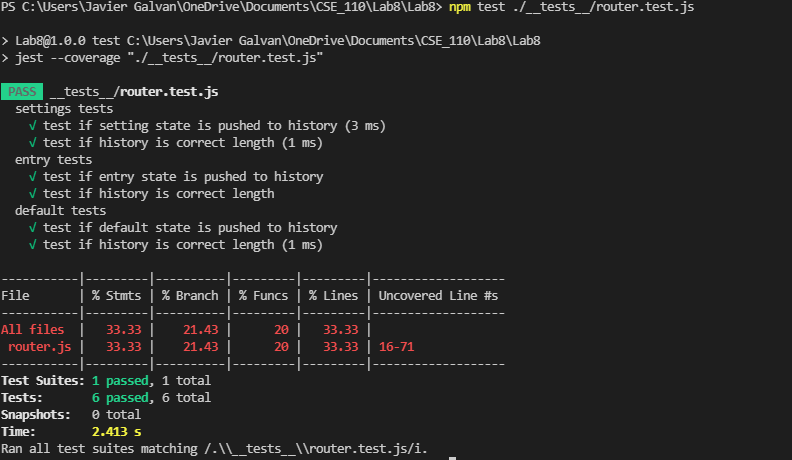 PS C:\Users\Javier Galvan\OneDrive\Documents\CSE_110\Lab8\Lab8> npm test ./__tests__/router.test.js
> Lab8@1.0.0 test C:\Users\Javier Galvan\OneDrive\Documents\CSE_110\Lab8\Lab8
> jest --coverage "./__tests__/router.test.js"
PASS __tests__/router.test.js
settings tests
√ test if setting state is pushed to history (3 ms)
√ test if history is correct length (1 ms)
entry tests
√ test if entry state is pushed to history
√ test if history is correct length
default tests
√ test if default state is pushed to history
√ test if history is correct length (1 ms)
-----------|---------|----------|---------|---------|-------------------
File       | % Stmts | % Branch | % Funcs | % Lines | Uncovered Line #s
-----------|---------|----------|---------|---------|-------------------
All files  |   33.33 |    21.43 |      20 |   33.33 |
 router.js |   33.33 |    21.43 |      20 |   33.33 | 16-71
-----------|---------|----------|---------|---------|-------------------
Test Suites: 1 passed, 1 total
Tests:       6 passed, 6 total
Snapshots:   0 total
Time:        2.413 s
Ran all test suites matching /.\\__tests__\\router.test.js/i.